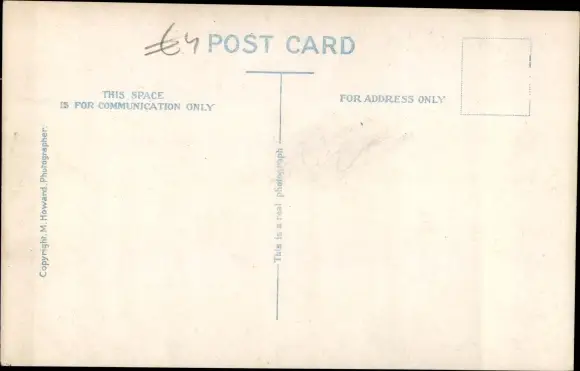 €4 POST CARD
THIS SPACE
IS FOR COMMUNICATION ONLY
FOR ADDRESS ONLY
Copyright. M. Howard. Photographer.
This is a real photograph